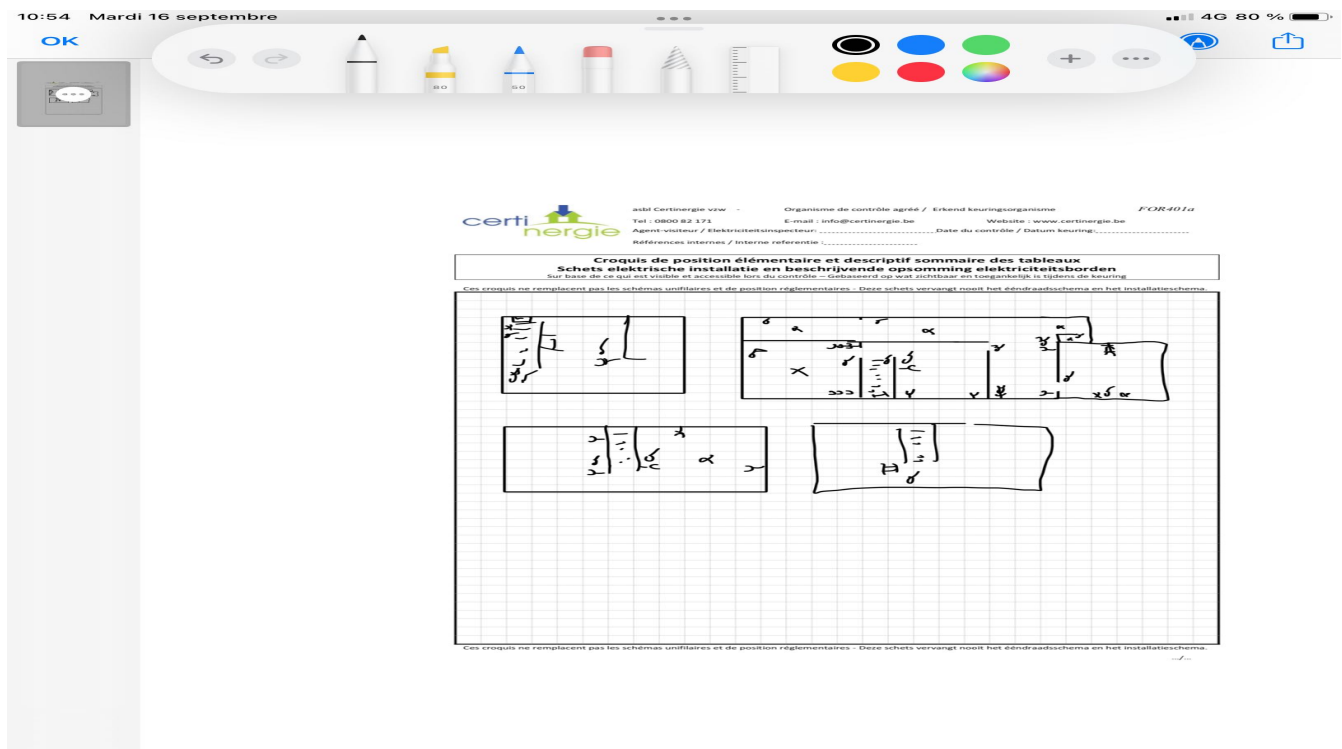 10:54 Mardi 16 septembre
4G 80 %
OK
80
80
certinergie
asbl Certinergie vzw - Organisme de contrôle agréé / Erkend keuringsorganisme FOR401a
Tel : 0800 82 171 E-mail : info@certinergie.be Website : www.certinergie.be
Agent-visiteur / Elektriciteitsinspecteur: Date du contrôle / Datum keuring:
Références internes / Interne referentie :
Croquis de position élémentaire et descriptif sommaire des tableaux
Schets elektrische installatie en beschrijvende opsomming elektriciteitsborden
Sur base de ce qui est visible et accessible lors du contrôle – Gebaseerd op wat zichtbaar en toegankelijk is tijdens de keuring
Ces croquis ne remplacent pas les schémas unifilaires et de position réglementaires - Deze schets vervangt nooit het ééndraadsschema en het installatieschema.
Ces croquis ne remplacent pas les schémas unifilaires et de position réglementaires - Deze schets vervangt nooit het ééndraadsschema en het installatieschema.